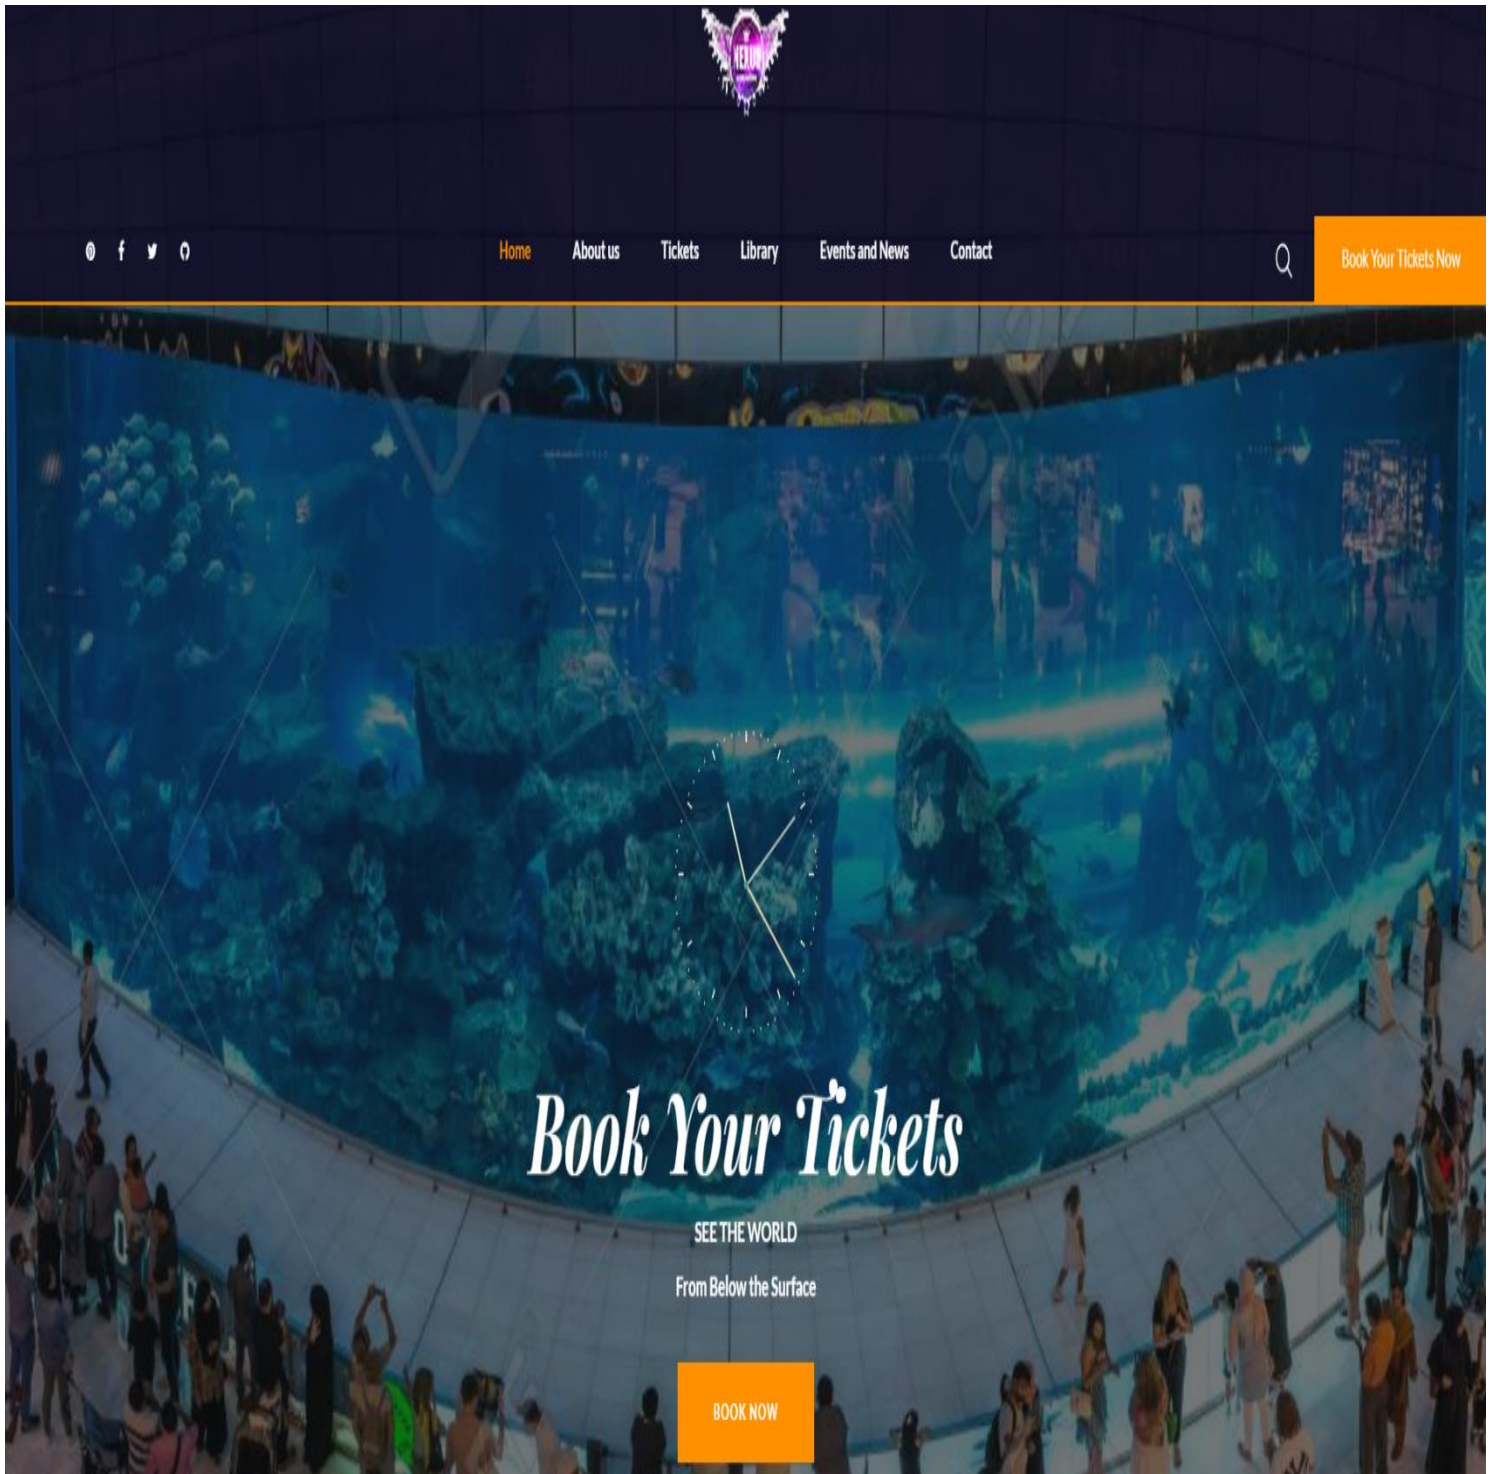 NEXUS
Home About us Tickets Library Events and News Contact
Book Your Tickets Now
Book Your Tickets
SEE THE WORLD
From Below the Surface
BOOK NOW